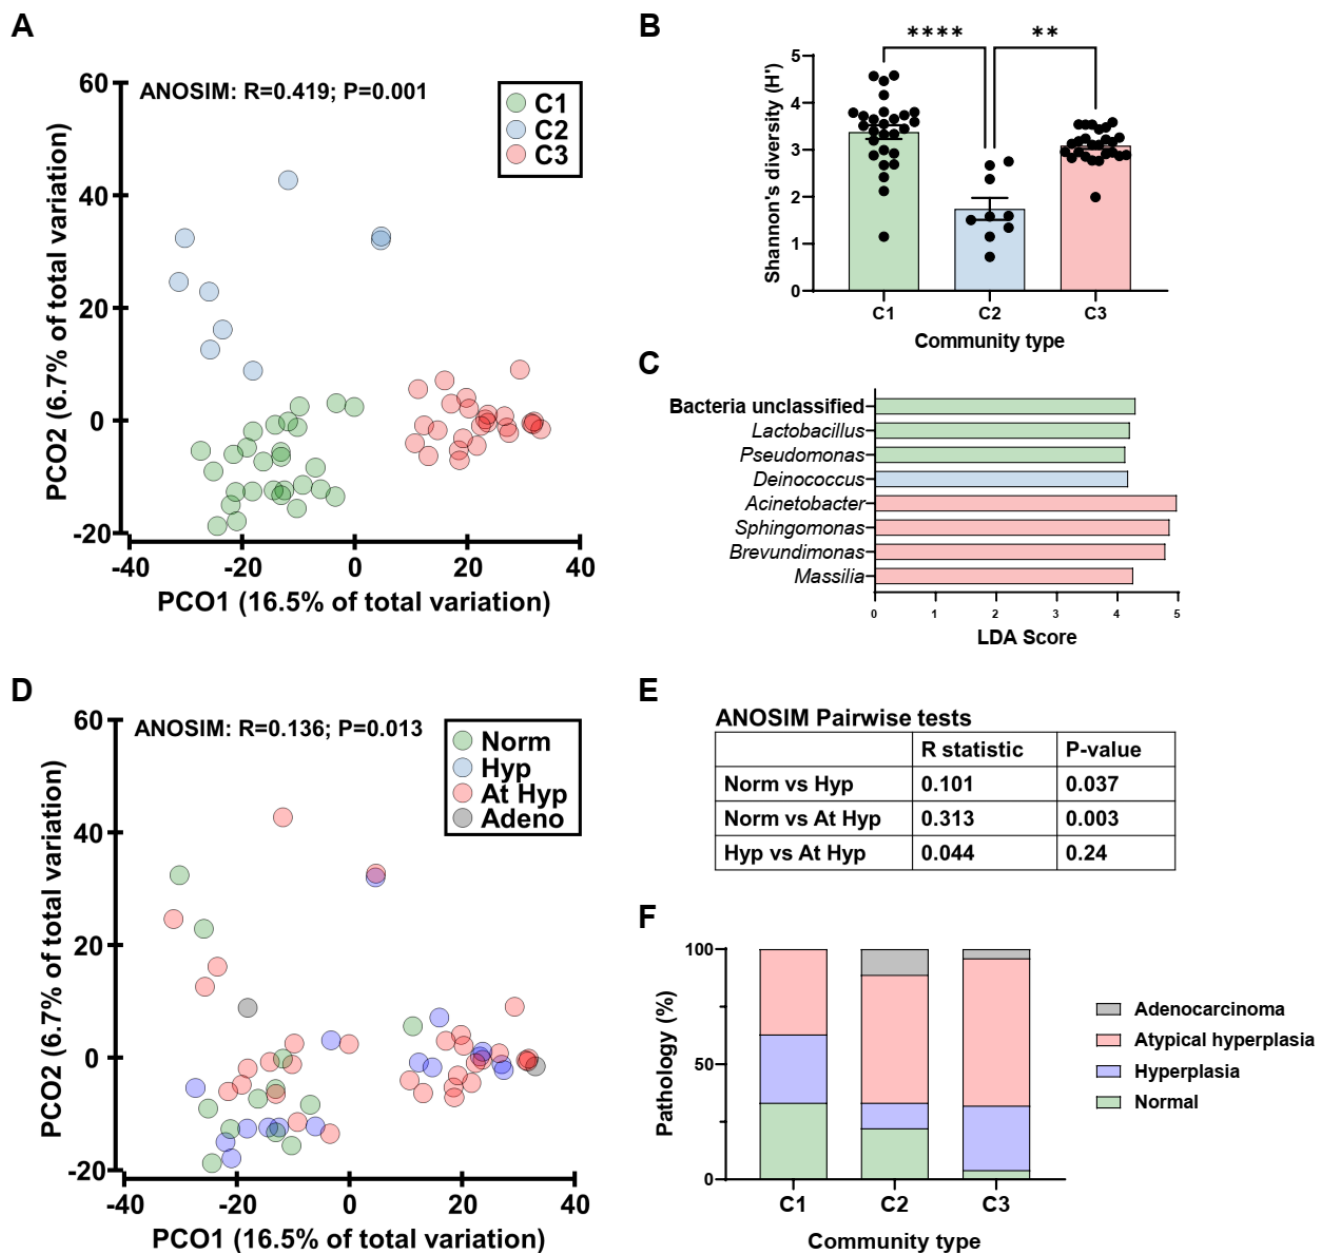 A
ANOSIM: R=0.419; P=0.001
C1
C2
C3
60
40
20
0
-20
-40
-20
0
20
40
PCO2 (6.7% of total variation)
PCO1 (16.5% of total variation)
B
****
**
5
4
3
2
1
0
Shannon's diversity (H')
C1
C2
C3
Community type
C
Bacteria unclassified
Lactobacillus
Pseudomonas
Deinococcus
Acinetobacter
Sphingomonas
Brevundimonas
Massilia
0
1
2
3
4
5
LDA Score
D
ANOSIM: R=0.136; P=0.013
Norm
Hyp
At Hyp
Adeno
60
40
20
0
-20
-40
-20
0
20
40
PCO2 (6.7% of total variation)
PCO1 (16.5% of total variation)
E
ANOSIM Pairwise tests
R statistic P-value
Norm vs Hyp 0.101 0.037
Norm vs At Hyp 0.313 0.003
Hyp vs At Hyp 0.044 0.24
F
100
50
0
Pathology (%)
C1
C2
C3
Community type
Adenocarcinoma
Atypical hyperplasia
Hyperplasia
Normal